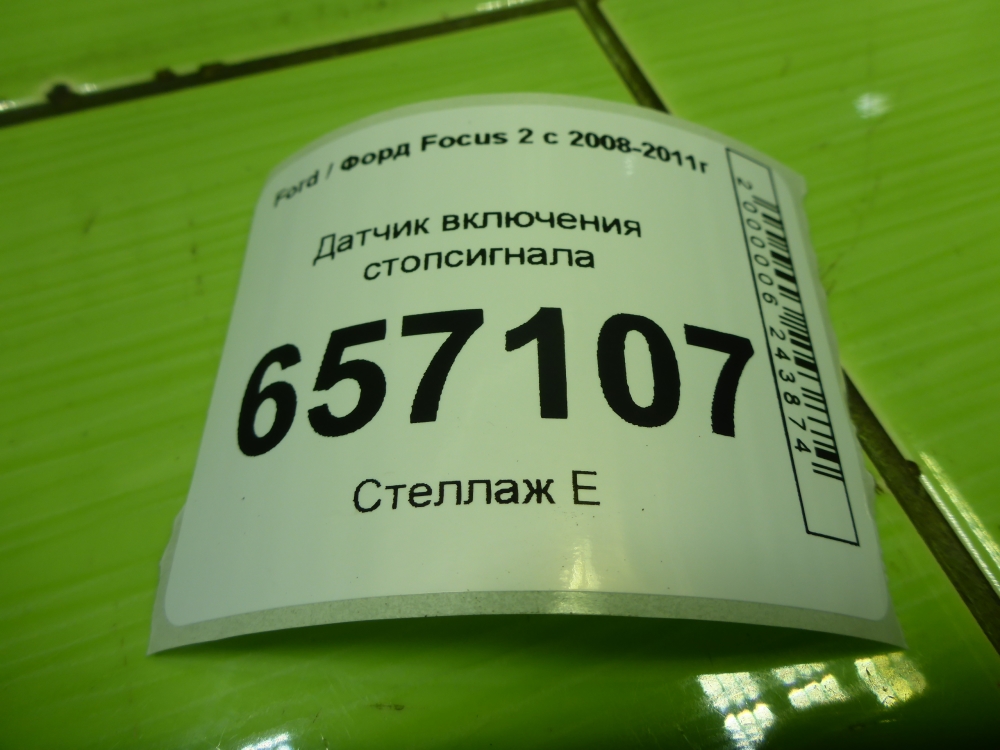 Ford / Форд Focus 2 с 2008-2011г
Датчик включения
стопсигнала
657107
Стеллаж Е
2000006243874